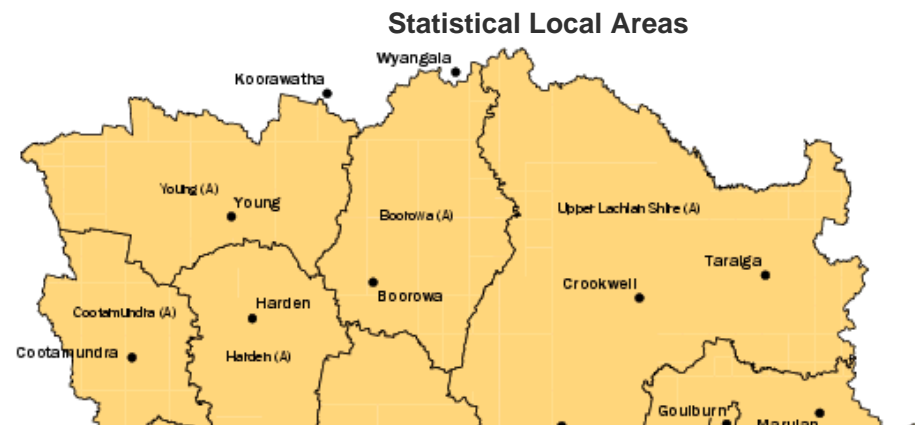 Statistical Local Areas
Wyangala
Koorawatha
Young (A)
Young
Boorowa (A)
Upper Lachlan Shire (A)
Taralga
Crookwell
Boorowa
Harden
Cootamundra (A)
Cootamundra
Harden (A)
Goulburn
Marulan